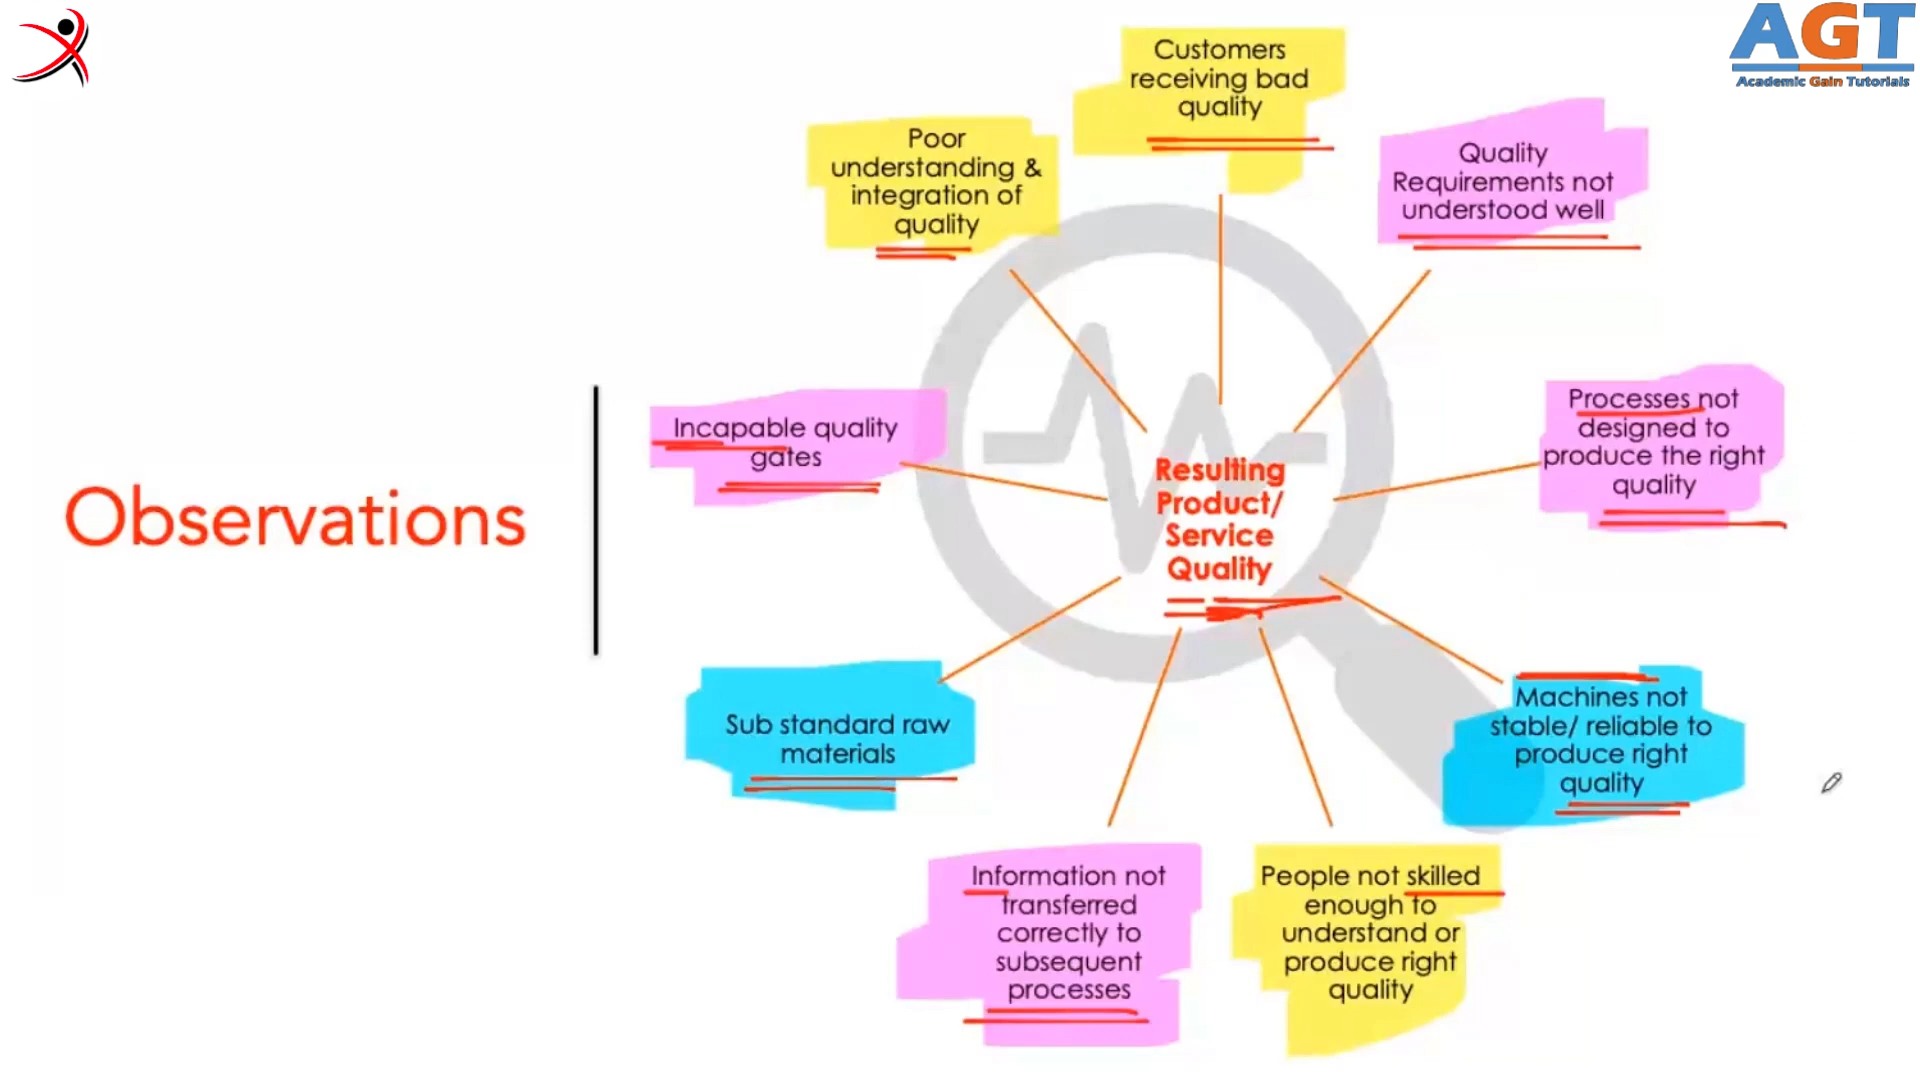 AGT
Academic Gain Tutorials
Observations
Customers
receiving bad
quality
Poor
understanding &
integration of
quality
Quality
Requirements not
understood well
Incapable quality
gates
Processes not
designed to
produce the right
quality
Resulting
Product/
Service
Quality
Sub standard raw
materials
Machines not
stable/ reliable to
produce right
quality
Information not
transferred
correctly to
subsequent
processes
People not skilled
enough to
understand or
produce right
quality